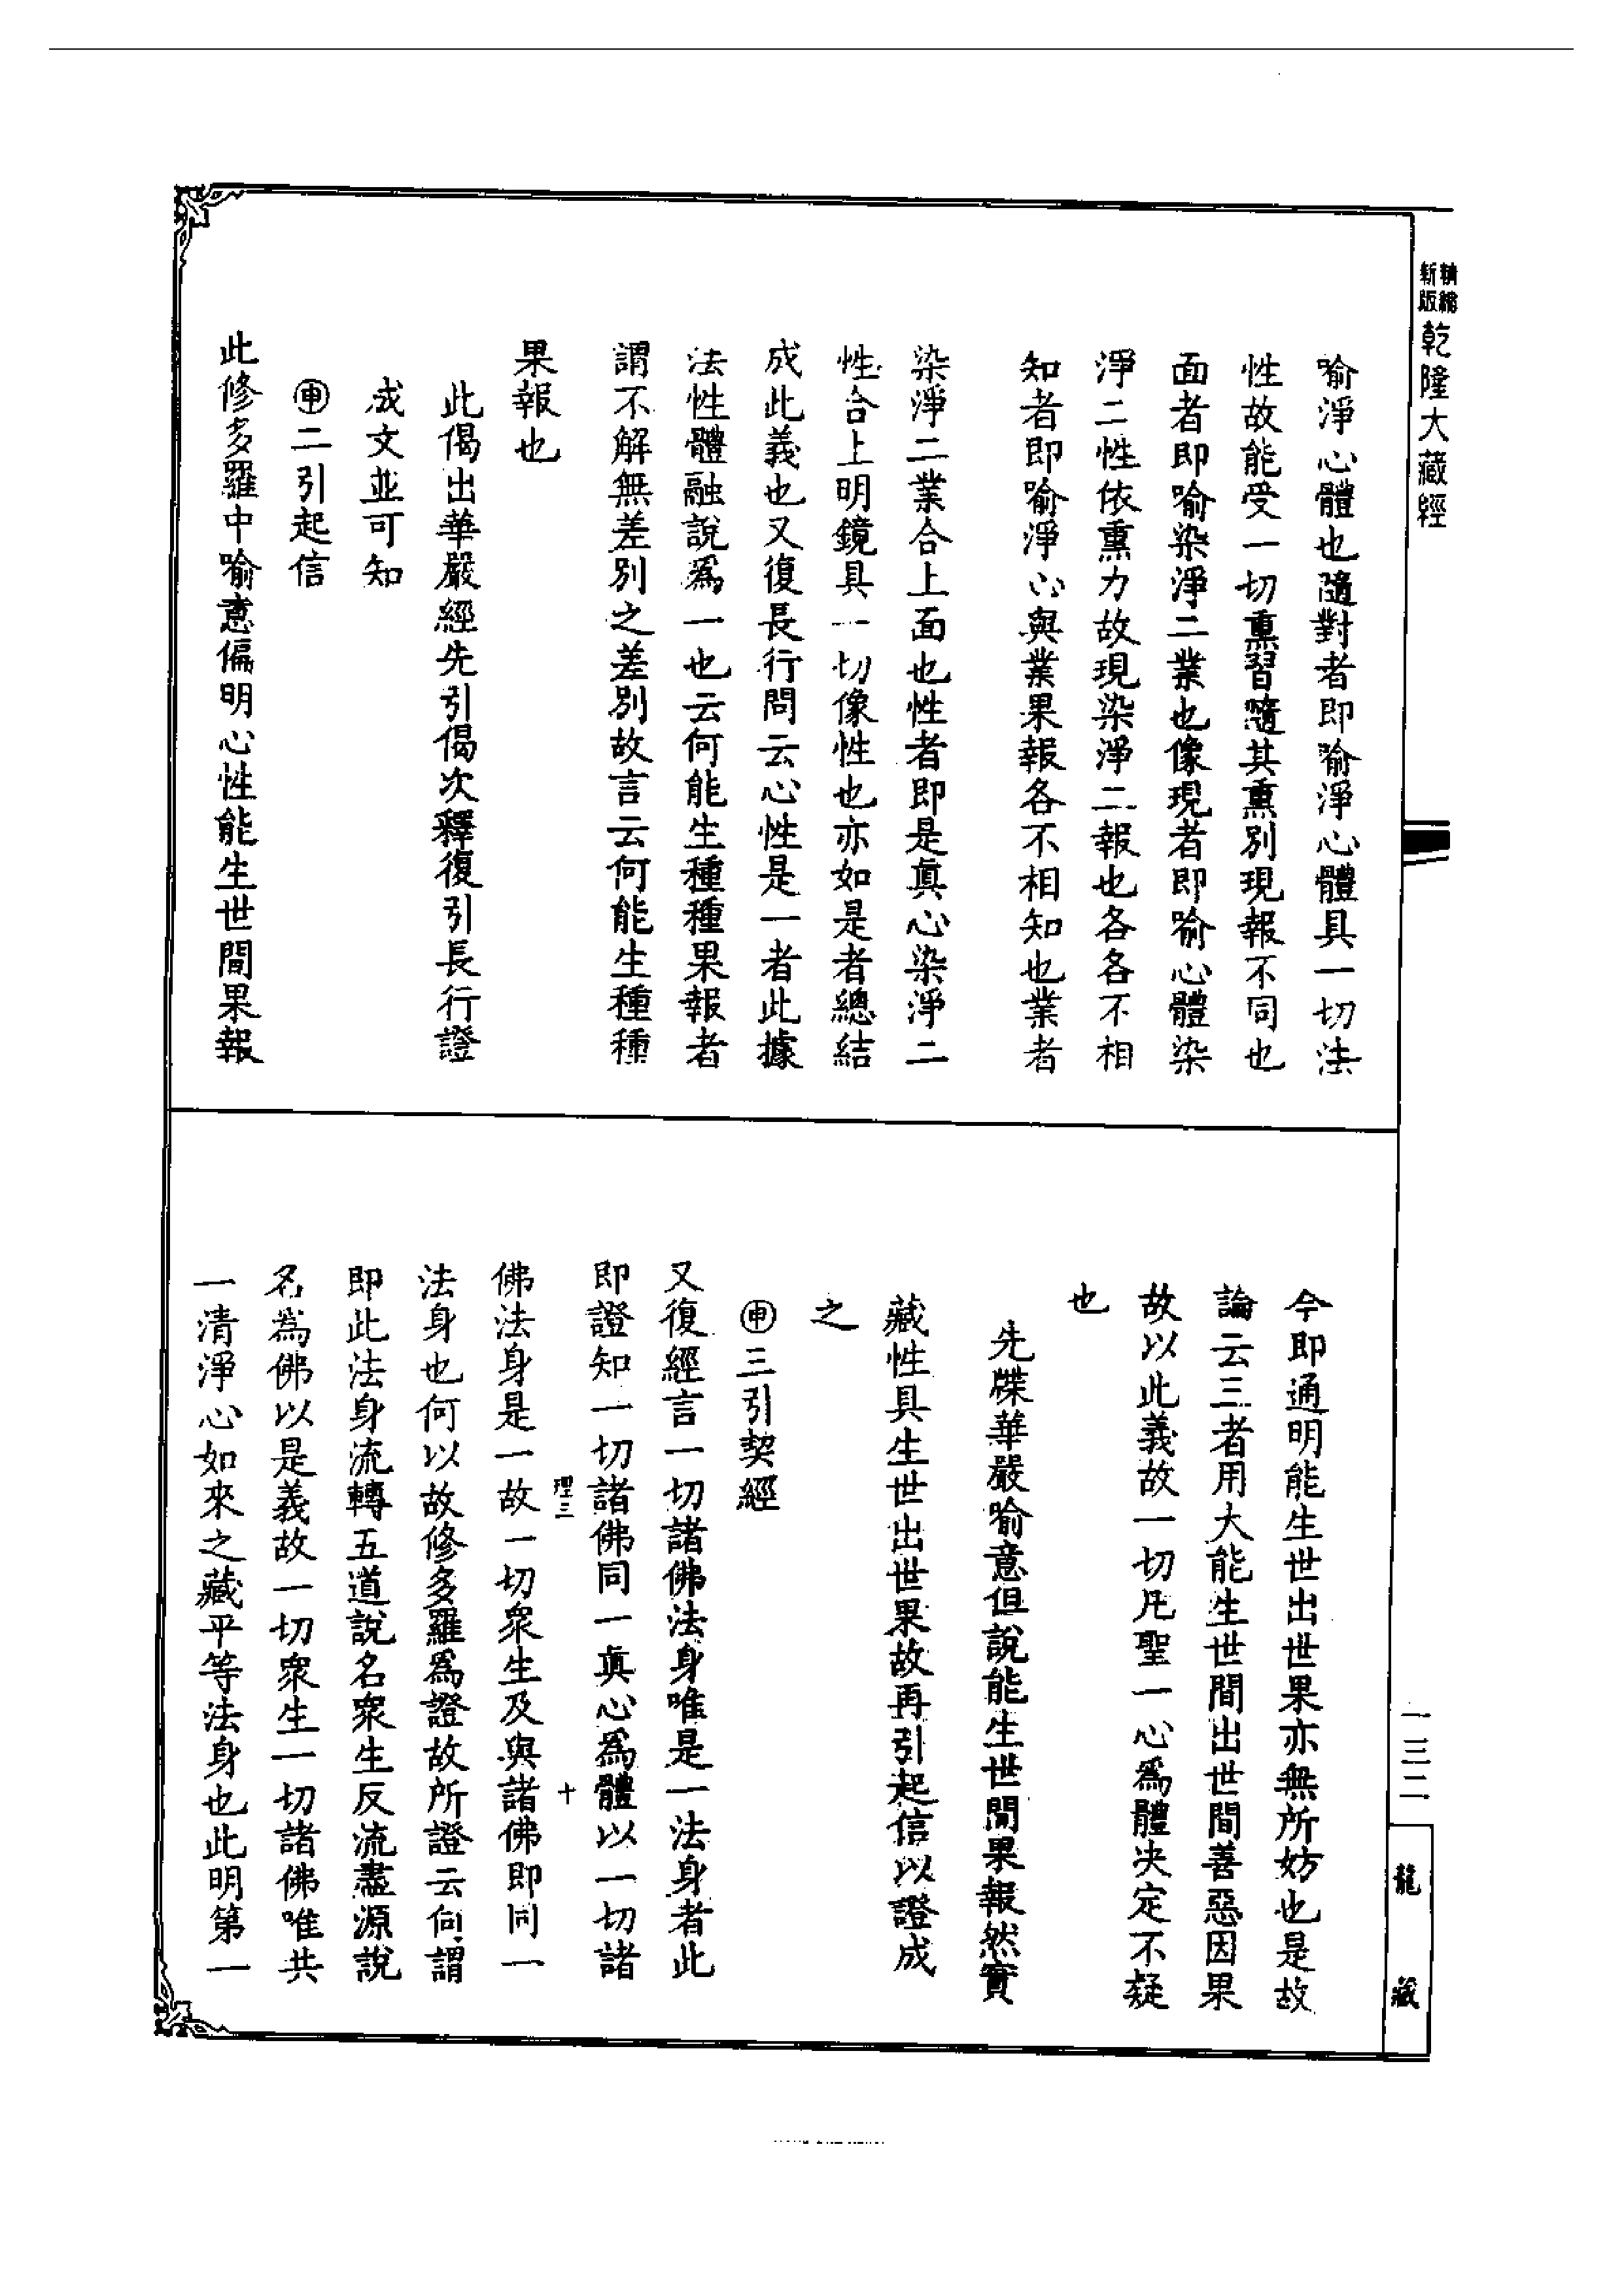 新版
精縮
乾隆大藏經
喻淨心體也隨對者即喻淨心體具一切法
性故能受一切熏習隨其熏別現報不同也
面者即喻染淨二業也像現者即喻心體染
淨二性依熏力故現染淨二報也各各不相
知者即喻淨心與業果報各不相知也業者
染淨二業合上面也性者即是真心染淨二
性合上明鏡具一切像性也亦如是者總結
成此義也又復長行問云心性是一者此據
法性體融說為一也云何能生種種果報者
謂不解無差別之差別故言云何能生種種
果報也
此偈出華嚴經先引偈次釋復引長行證
成文並可知
㊥二引起信
此修多羅中喻意偏明心性能生世間果報
今即通明能生世出世果亦無所妨也是故
論云三者用大能生世間出世間善惡因果
故以此義故一切凡聖一心為體決定不疑
也
先牒華嚴喻意但說能生世間果報然實
藏性具生世出世果故再引起信以證成
之
㊥三引契經
又復經言一切諸佛法身唯是一法身者此
即證知一切諸佛同一真心為體以一切諸
理三
十
佛法身是一故一切眾生及與諸佛即同一
法身也何以故修多羅為證故所證云何謂
即此法身流轉五道說名眾生反流盡源說
名為佛以是義故一切眾生一切諸佛唯共
一清淨心如來之藏平等法身也此明第一
一三二
龍藏